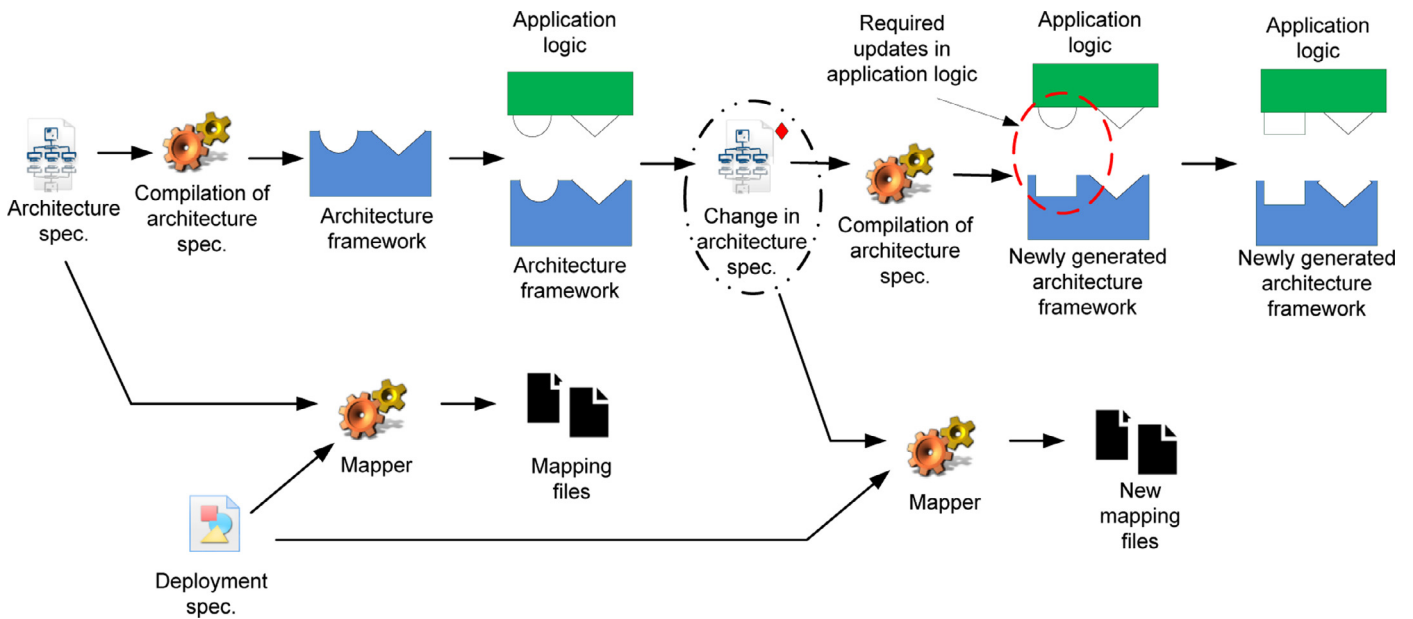 Application
logic
Required
updates in
application logic
Application
logic
Application
logic
Architecture
spec.
Compilation of
architecture
spec.
Architecture
framework
Architecture
framework
Change in
architecture
spec.
Compilation of
architecture
spec.
Newly generated
architecture
framework
Newly generated
architecture
framework
Mapper
Mapping
files
Mapper
New
mapping
files
Deployment
spec.